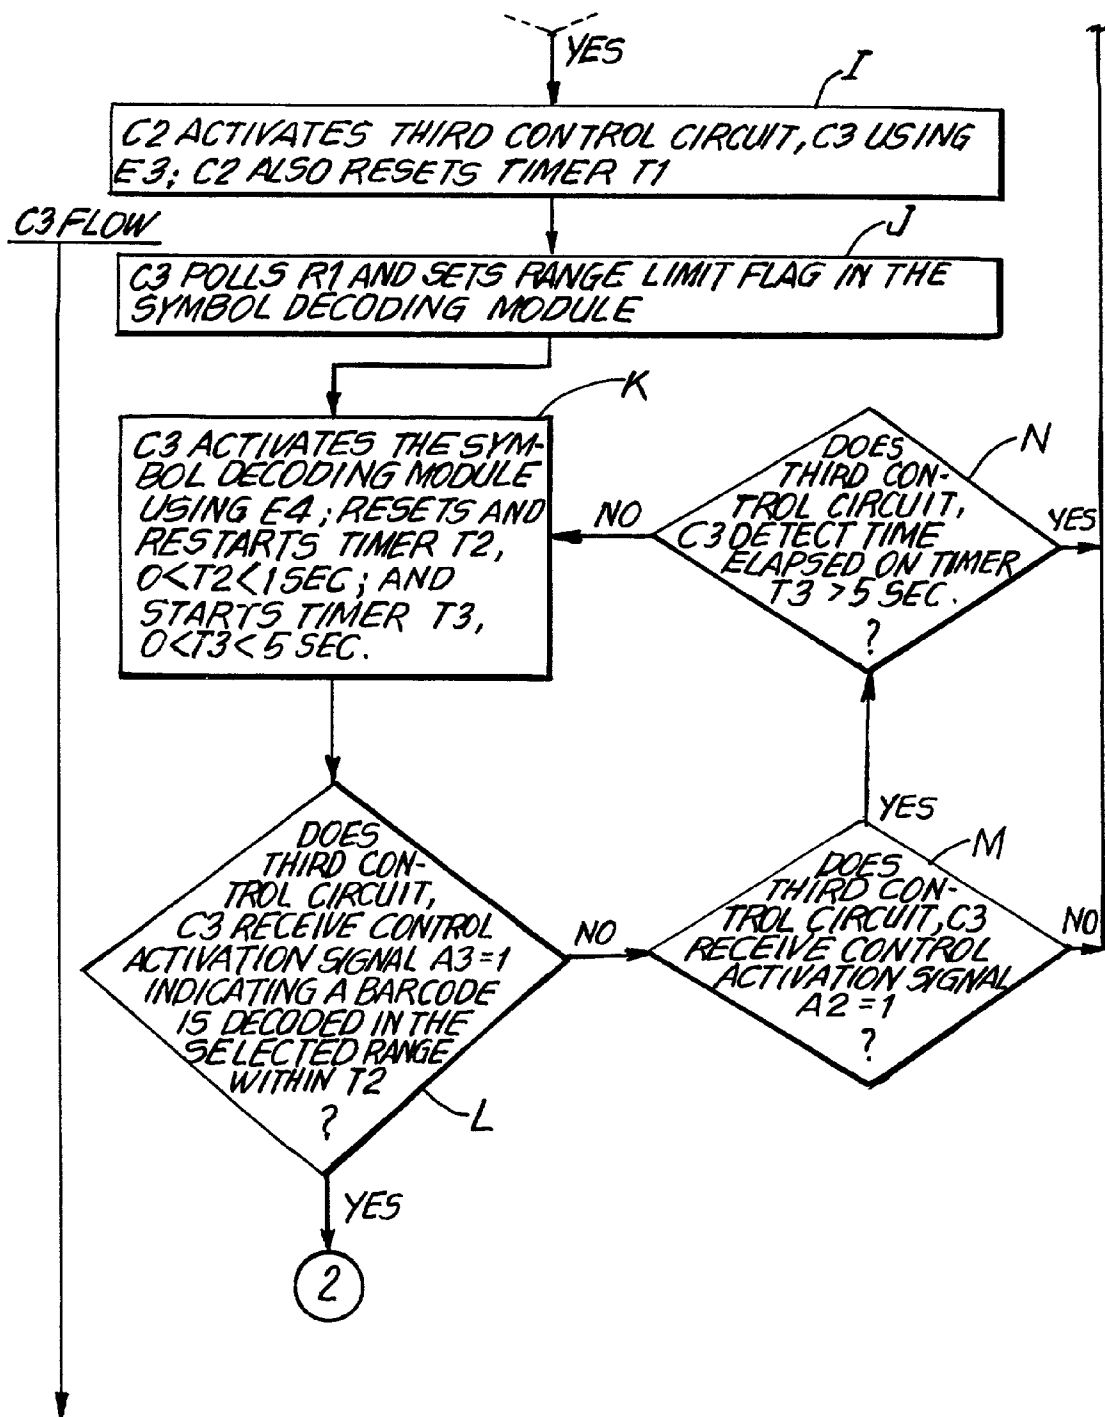 YES
I
C2 ACTIVATES THIRD CONTROL CIRCUIT, C3 USING
E3; C2 ALSO RESETS TIMER T1
C3 FLOW
J
C3 POLLS R1 AND SETS RANGE LIMIT FLAG IN THE
SYMBOL DECODING MODULE
K
C3 ACTIVATES THE SYM-
BOL DECODING MODULE
USING E4; RESETS AND
RESTARTS TIMER T2,
0<T2<1 SEC; AND
STARTS TIMER T3,
0<T3<5 SEC.
NO
DOES
THIRD CON-
TROL CIRCUIT,
C3 DETECT TIME
ELAPSED ON TIMER
T3 >5 SEC.
?
N
YES
DOES
THIRD CON-
TROL CIRCUIT,
C3 RECEIVE CONTROL
ACTIVATION SIGNAL A3=1
INDICATING A BARCODE
IS DECODED IN THE
SELECTED RANGE
WITHIN T2
?
L
NO
YES
DOES
THIRD CON-
TROL CIRCUIT, C3
RECEIVE CONTROL
ACTIVATION SIGNAL
A2=1
?
M
NO
YES
2